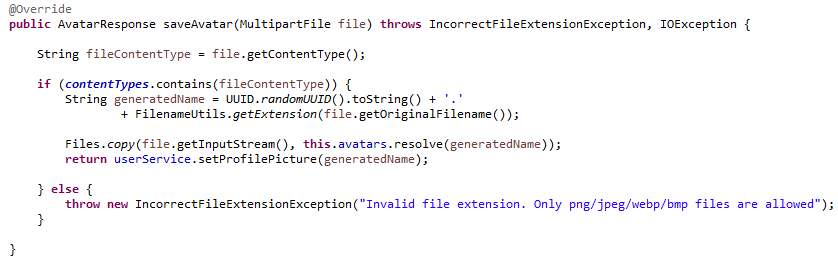 @Override
public AvatarResponse saveAvatar(MultipartFile file) throws IncorrectFileExtensionException, IOException {
String fileContentType = file.getContentType();
if (contentTypes.contains(fileContentType)) {
String generatedName = UUID.randomUUID().toString() + '.'
+ FilenameUtils.getExtension(file.getOriginalFilename());
Files.copy(file.getInputStream(), this.avatars.resolve(generatedName));
return userService.setProfilePicture(generatedName);
} else {
throw new IncorrectFileExtensionException("Invalid file extension. Only png/jpeg/webp/bmp files are allowed");
}
}